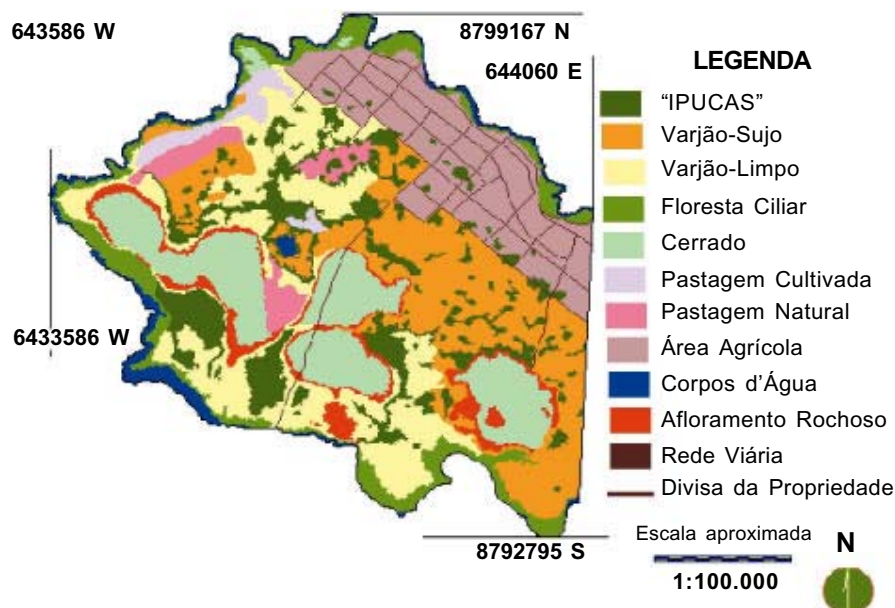 643586 W
8799167 N
644060 E
6433586 W
8792795 S
LEGENDA
“IPUCAS”
Varjão-Sujo
Varjão-Limpo
Floresta Ciliar
Cerrado
Pastagem Cultivada
Pastagem Natural
Área Agrícola
Corpos d’Água
Afloramento Rochoso
Rede Viária
Divisa da Propriedade
Escala aproximada
1:100.000
N